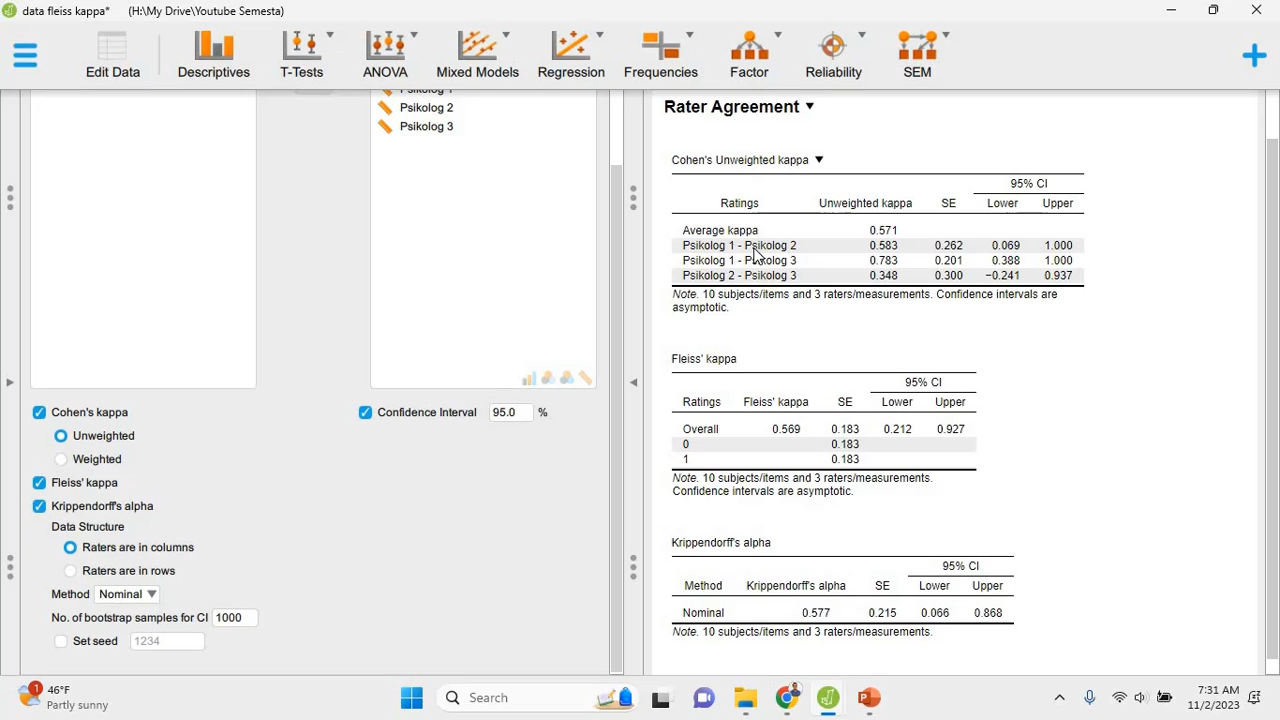 data fleiss kappa* (H:\My Drive\Youtube Semesta)
Edit Data Descriptives T-Tests ANOVA Mixed Models Regression Frequencies Factor Reliability SEM
Psikolog 1
Psikolog 2
Psikolog 3
Cohen's kappa
Confidence Interval 95.0 %
Unweighted
Weighted
Fleiss' kappa
Krippendorff's alpha
Data Structure
Raters are in columns
Raters are in rows
Method Nominal
No. of bootstrap samples for CI 1000
Set seed 1234
Rater Agreement
Cohen's Unweighted kappa
95% CI
Ratings Unweighted kappa SE Lower Upper
Average kappa 0.571
Psikolog 1 - Psikolog 2 0.583 0.262 0.069 1.000
Psikolog 1 - Psikolog 3 0.783 0.201 0.388 1.000
Psikolog 2 - Psikolog 3 0.348 0.300 −0.241 0.937
Note. 10 subjects/items and 3 raters/measurements. Confidence intervals are
asymptotic.
Fleiss' kappa
95% CI
Ratings Fleiss' kappa SE Lower Upper
Overall 0.569 0.183 0.212 0.927
0 0.183
1 0.183
Note. 10 subjects/items and 3 raters/measurements.
Confidence intervals are asymptotic.
Krippendorff's alpha
95% CI
Method Krippendorff's alpha SE Lower Upper
Nominal 0.577 0.215 0.066 0.868
Note. 10 subjects/items and 3 raters/measurements.
1
46°F
Partly sunny
Search
7:31 AM
11/2/2023